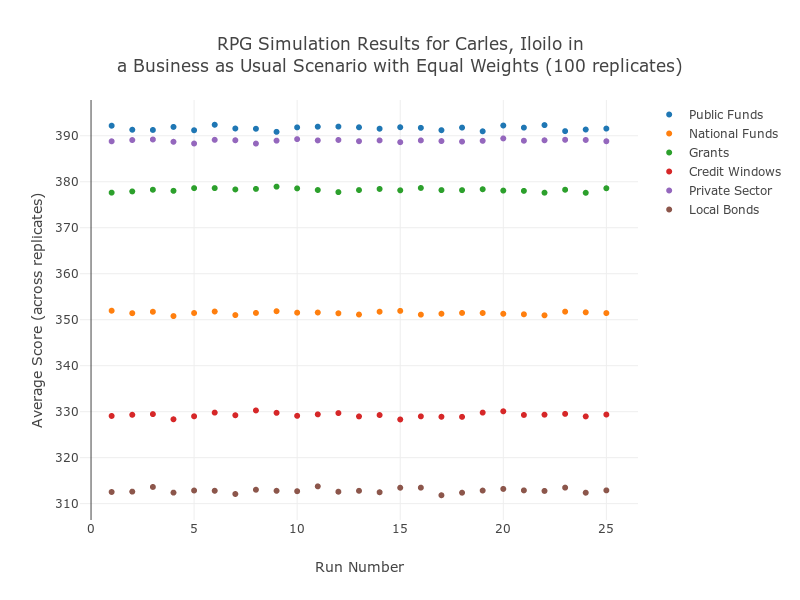 RPG Simulation Results for Carles, Iloilo in
a Business as Usual Scenario with Equal Weights (100 replicates)
Public Funds
National Funds
Grants
Credit Windows
Private Sector
Local Bonds
Average Score (across replicates)
390
380
370
360
350
340
330
320
310
0
5
10
15
20
25
Run Number